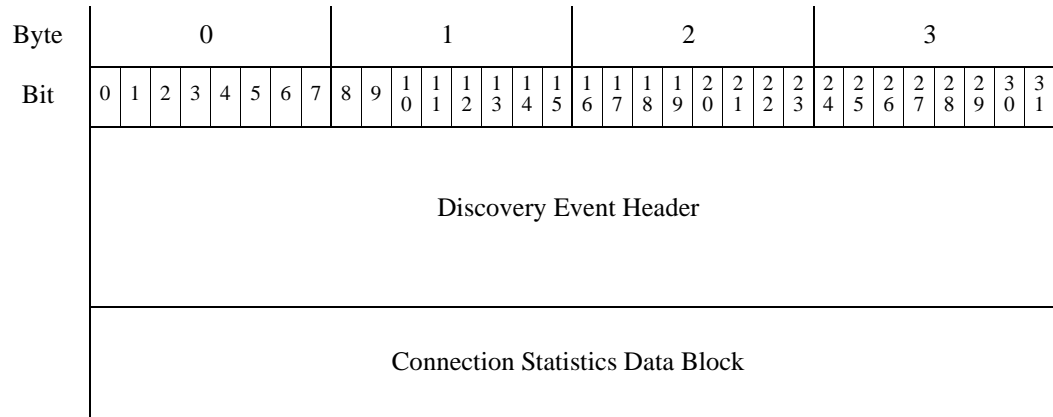 Byte 0 1 2 3
Bit 0 1 2 3 4 5 6 7 8 9 10 11 12 13 14 15 16 17 18 19 20 21 22 23 24 25 26 27 28 29 30 31
Discovery Event Header
Connection Statistics Data Block